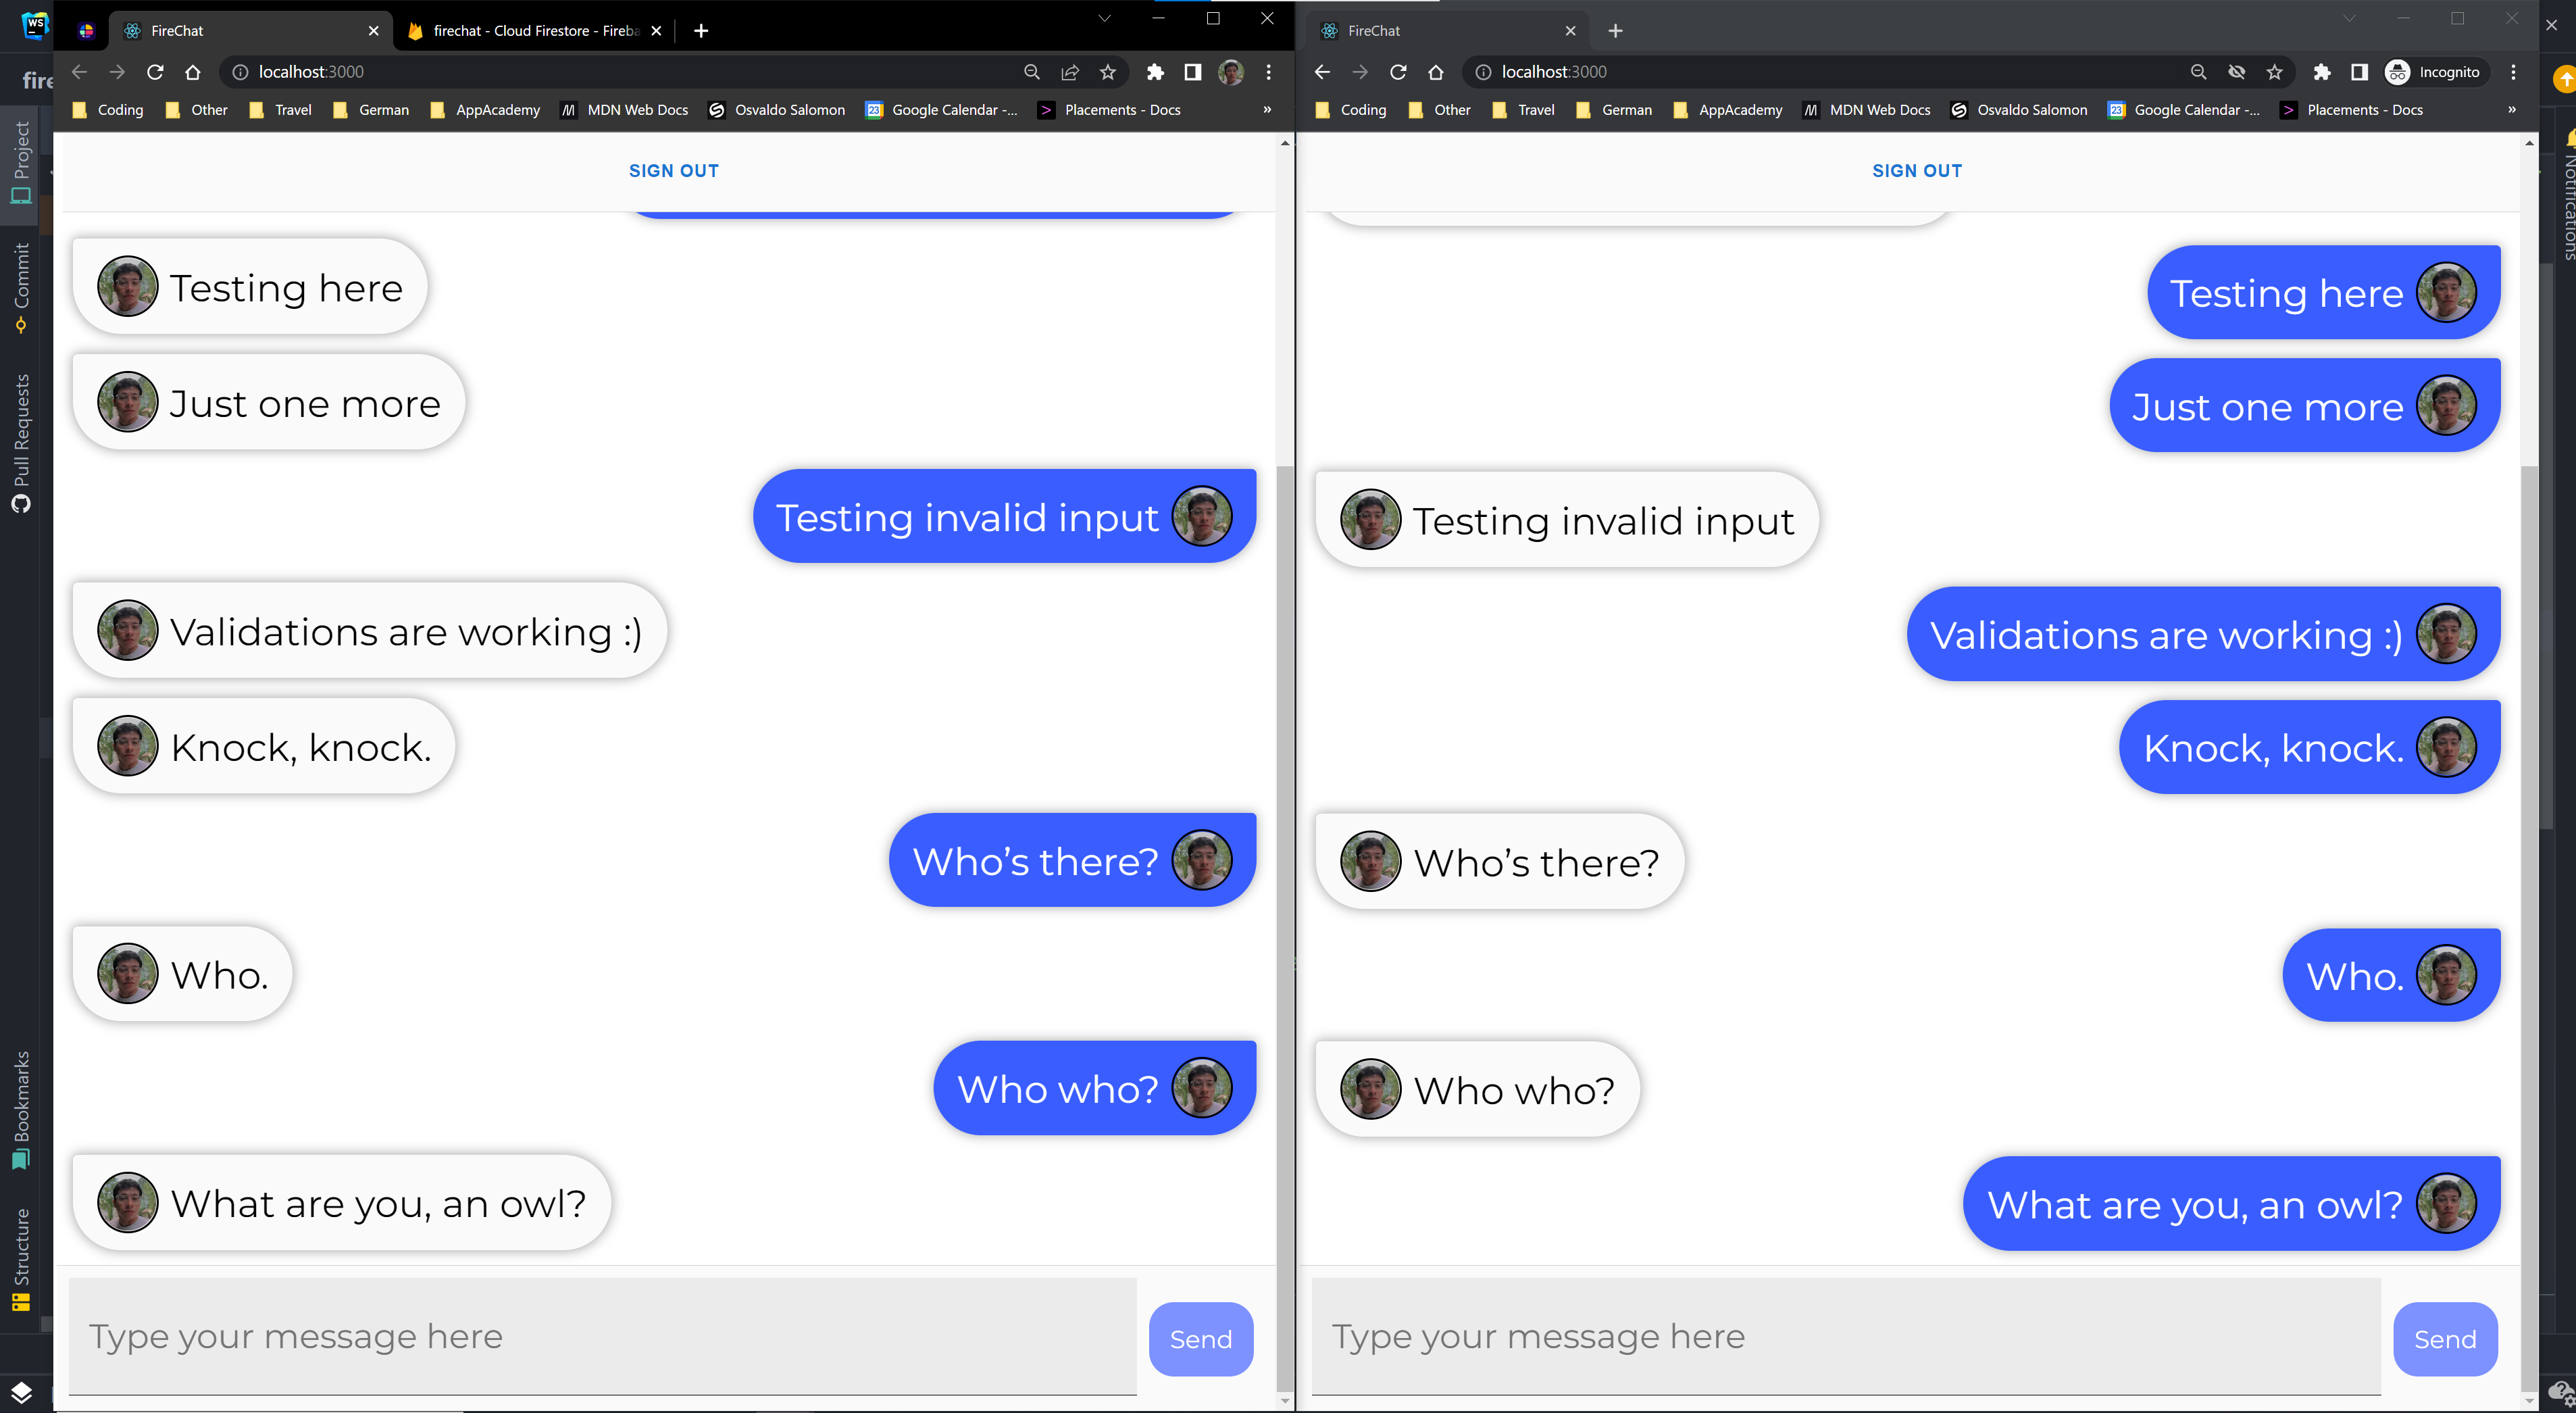 WS
fire
Project
Commit
Pull Requests
Bookmarks
Structure
FireChat
firechat - Cloud Firestore - Fireba
localhost:3000
Coding
Other
Travel
German
AppAcademy
MDN Web Docs
Osvaldo Salomon
23
Google Calendar -...
Placements - Docs
»
SIGN OUT
Testing here
Just one more
Testing invalid input
Validations are working :)
Knock, knock.
Who’s there?
Who.
Who who?
What are you, an owl?
Type your message here
Send
FireChat
localhost:3000
Incognito
Coding
Other
Travel
German
AppAcademy
MDN Web Docs
Osvaldo Salomon
23
Google Calendar -...
Placements - Docs
»
SIGN OUT
Testing here
Just one more
Testing invalid input
Validations are working :)
Knock, knock.
Who’s there?
Who.
Who who?
What are you, an owl?
Type your message here
Send
Notifications